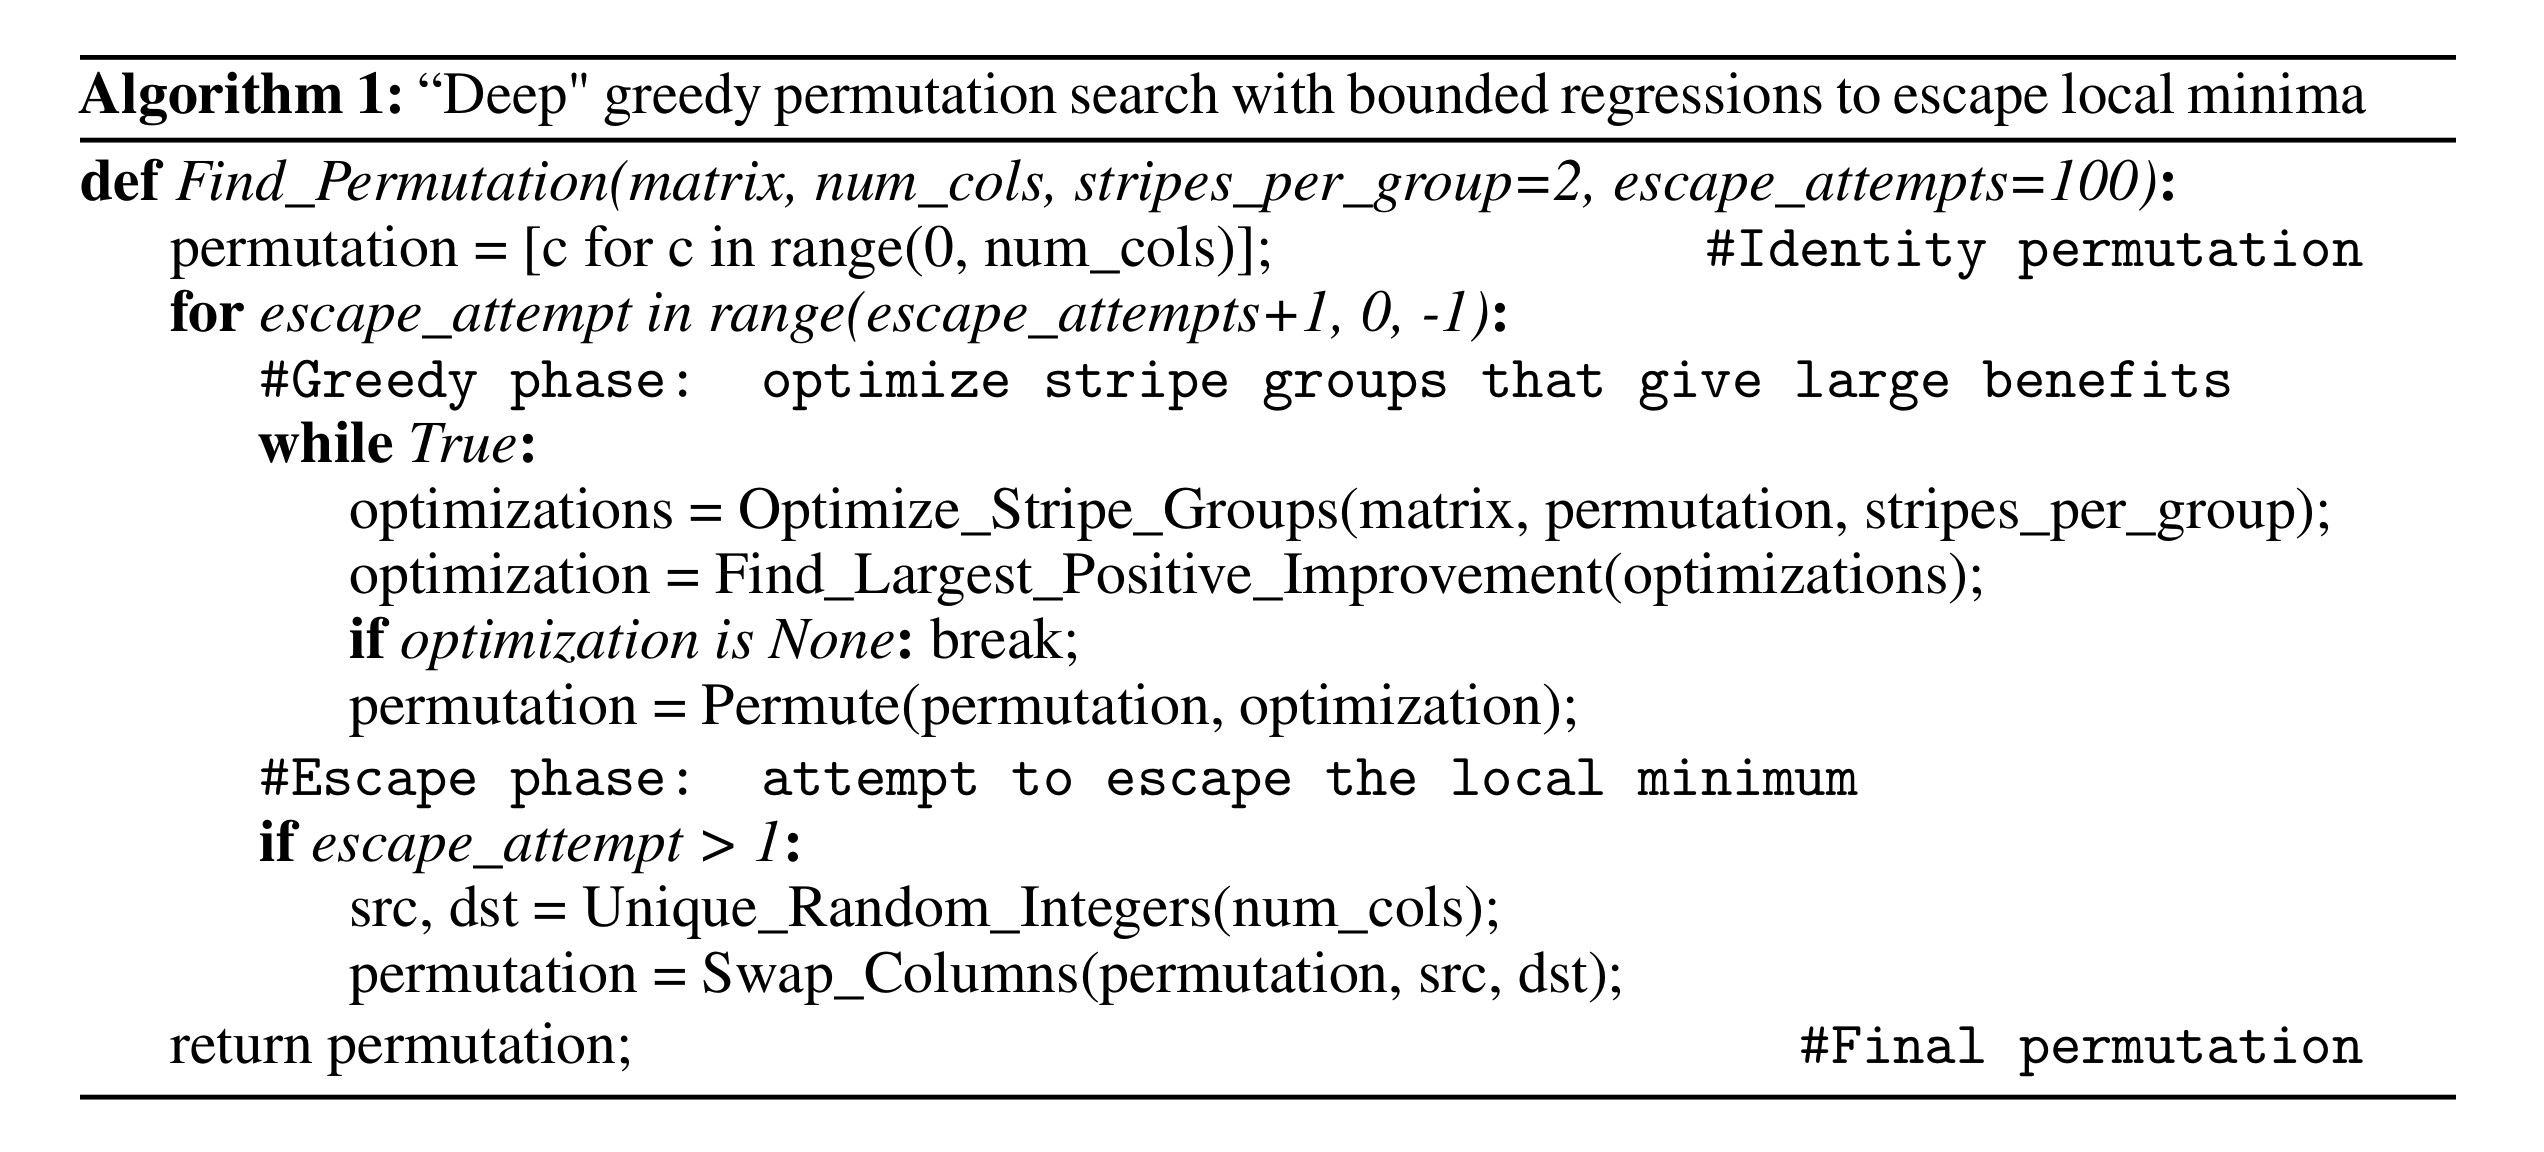 Algorithm 1: “Deep" greedy permutation search with bounded regressions to escape local minima
def Find_Permutation(matrix, num_cols, stripes_per_group=2, escape_attempts=100):
permutation = [c for c in range(0, num_cols)]; #Identity permutation
for escape_attempt in range(escape_attempts+1, 0, -1):
#Greedy phase: optimize stripe groups that give large benefits
while True:
optimizations = Optimize_Stripe_Groups(matrix, permutation, stripes_per_group);
optimization = Find_Largest_Positive_Improvement(optimizations);
if optimization is None: break;
permutation = Permute(permutation, optimization);
#Escape phase: attempt to escape the local minimum
if escape_attempt > 1:
src, dst = Unique_Random_Integers(num_cols);
permutation = Swap_Columns(permutation, src, dst);
return permutation; #Final permutation